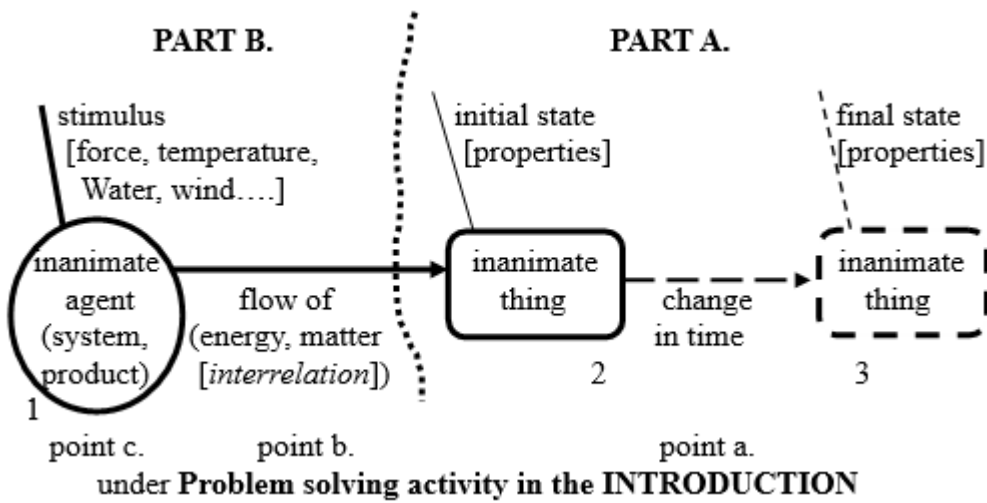 PART B.
PART A.
stimulus
[force, temperature,
Water, wind....]
initial state
[properties]
final state
[properties]
inanimate
agent
(system,
product)
1
flow of
(energy, matter
[interrelation])
inanimate
thing
2
change
in time
inanimate
thing
3
point c.
point b.
point a.
under Problem solving activity in the INTRODUCTION